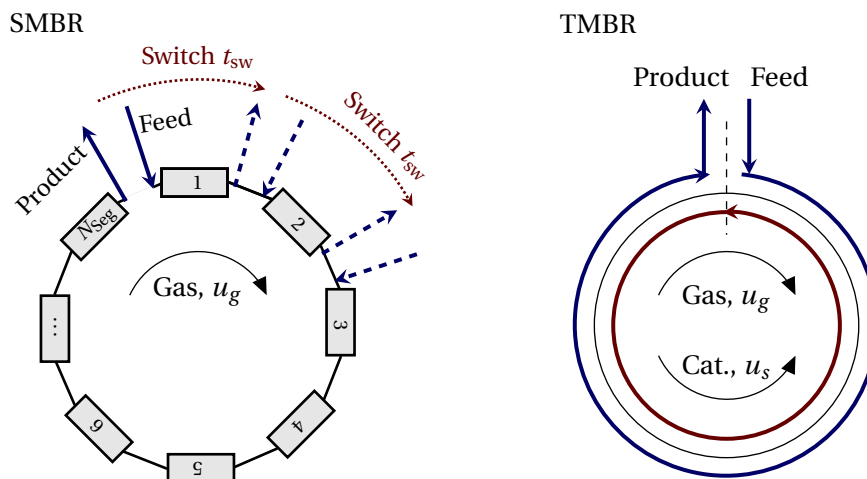 SMBR
TMBR
Switch t_sw
Switch t_sw
Product
Feed
Product
Feed
1
2
3
4
5
6
...
N_Seg
Gas, u_g
Gas, u_g
Cat., u_s